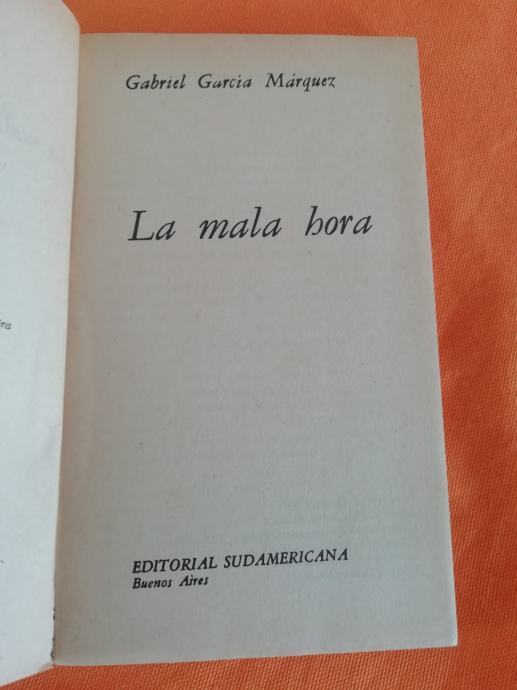 Gabriel García Márquez
La mala hora
EDITORIAL SUDAMERICANA
Buenos Aires